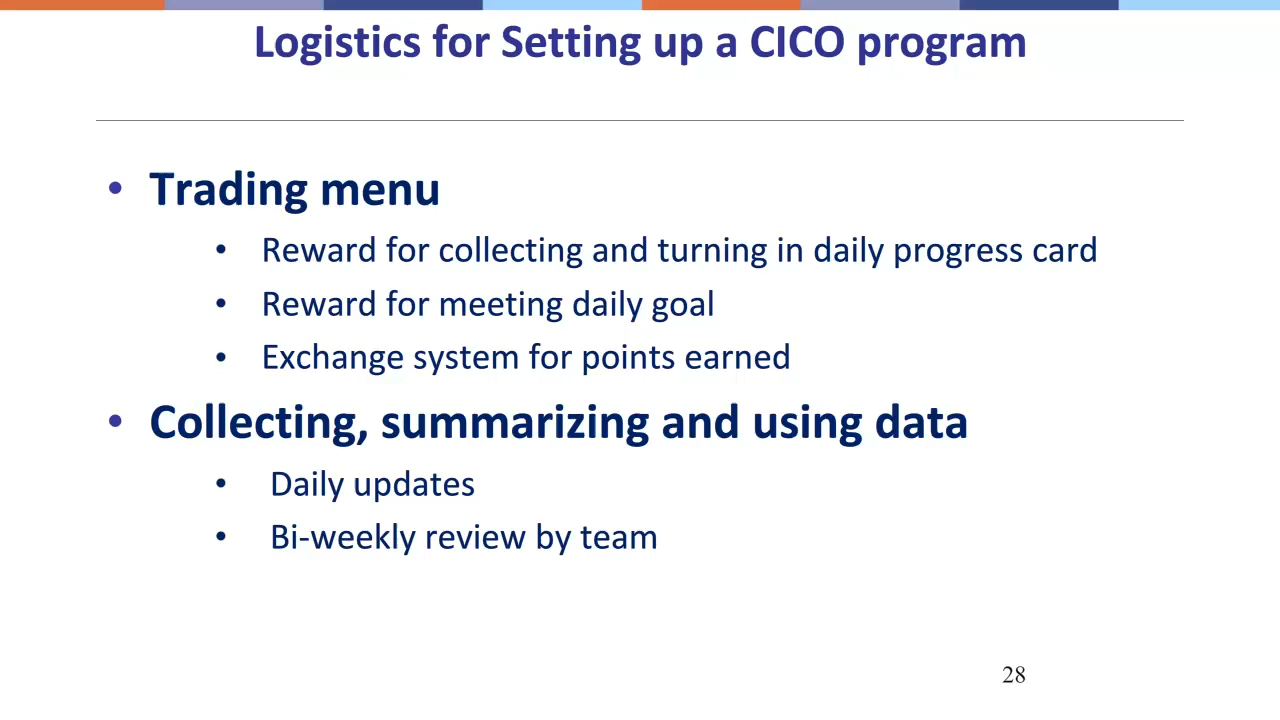 Logistics for Setting up a CICO program
• Trading menu
• Reward for collecting and turning in daily progress card
• Reward for meeting daily goal
• Exchange system for points earned
• Collecting, summarizing and using data
• Daily updates
• Bi-weekly review by team
28